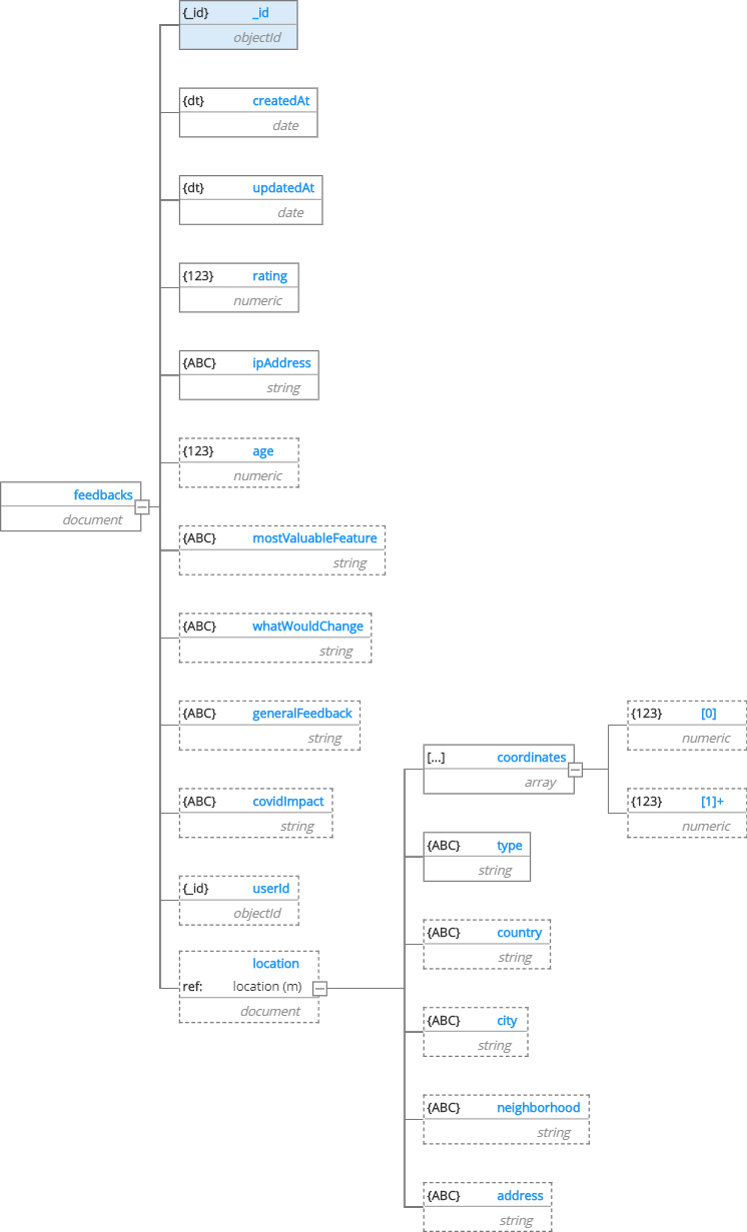 {_id} _id
objectId
{dt} createdAt
date
{dt} updatedAt
date
{123} rating
numeric
{ABC} ipAddress
string
{123} age
numeric
feedbacks
document
{ABC} mostValuableFeature
string
{ABC} whatWouldChange
string
{ABC} generalFeedback
string
{ABC} covidImpact
string
{_id} userId
objectId
location
ref: location (m)
document
[...] coordinates
array
{123} [0]
numeric
{123} [1]+
numeric
{ABC} type
string
{ABC} country
string
{ABC} city
string
{ABC} neighborhood
string
{ABC} address
string